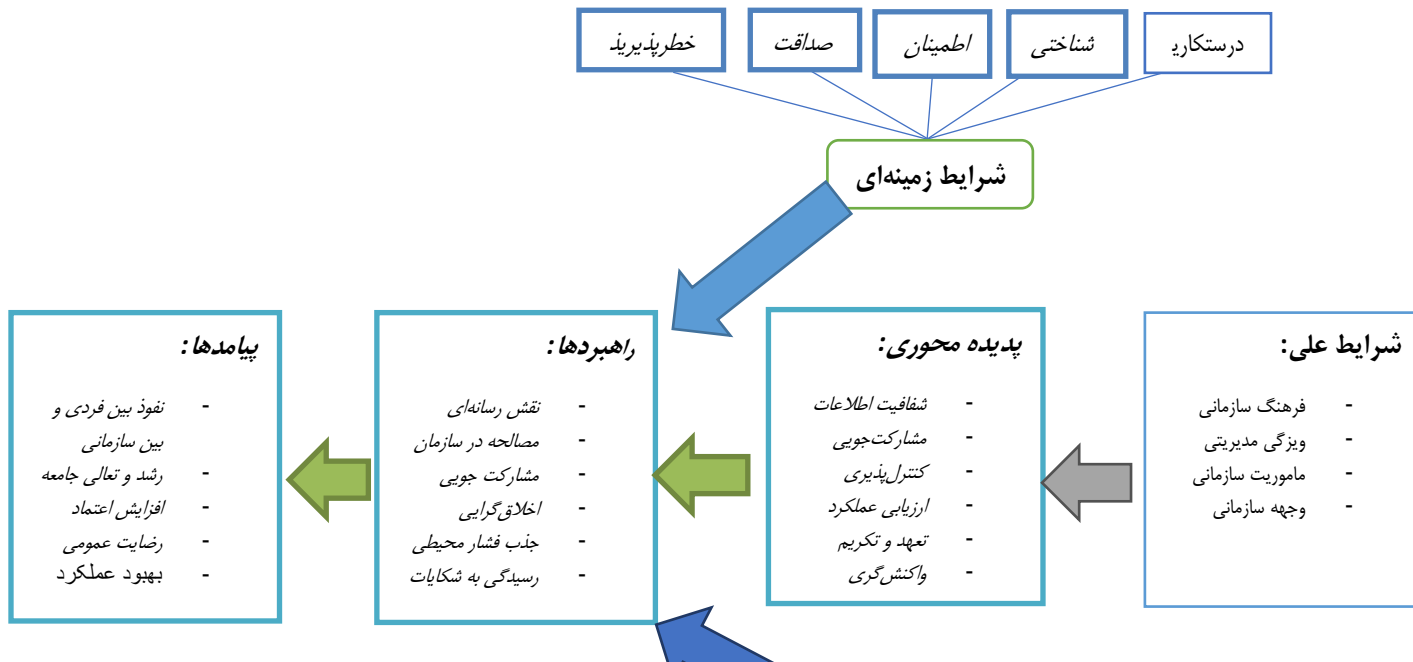 درستکاریـ
شناختی
اطمینان
صداقت
خطرپذیریذ
شرایط زمینه‌ای
شرایط علی:
- فرهنگ سازمانی
- ویزگی مدیریتی
- ماموریت سازمانی
- وجهه سازمانی
پدیده محوری:
- شفافیت اطلاعات
- مشارکت‌جویی
- کنترل‌پذیری
- ارزیابی عملکرد
- تعهد و تکریم
- واکنش‌گری
راهبردها:
- نقش رسانه‌ای
- مصالحه در سازمان
- مشارکت جویی
- اخلاق‌گرایی
- جذب فشار محیطی
- رسیدگی به شکایات
پیامدها:
- نفوذ بین فردی و
بین سازمانی
- رشد و تعالی جامعه
- افزایش اعتماد
- رضایت عمومی
- بهبود عملکرد